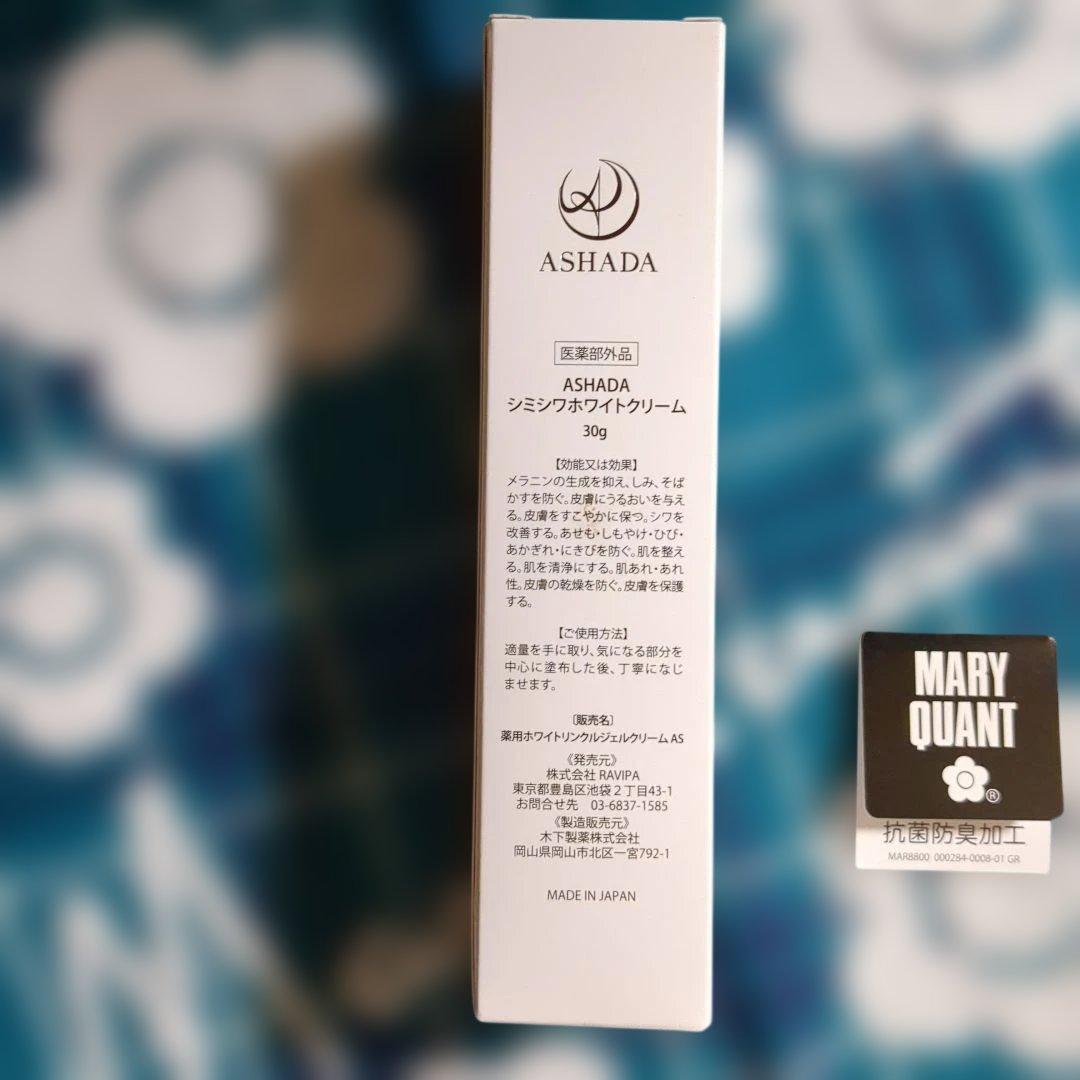 ASHADA
医薬部外品
ASHADA
シミシワホワイトクリーム
30g
【効能又は効果】
メラニンの生成を抑え、しみ、そば
かすを防ぐ。皮膚にうるおいを与え
る。皮膚をすこやかに保つ。シワを
改善する。あせも・しもやけ・ひび・
あかぎれ・にきびを防ぐ。肌を整え
る。肌を清浄にする。肌あれ・あれ
性。皮膚の乾燥を防ぐ。皮膚を保護
する。
【ご使用方法】
適量を手に取り、気になる部分を
中心に塗布した後、丁寧になじ
ませます。
〔販売名〕
薬用ホワイトリンクルジェルクリーム AS
《発売元》
株式会社 RAVIPA
東京都豊島区池袋２丁目43-1
お問合せ先 03-6837-1585
《製造販売元》
木下製薬株式会社
岡山県岡山市北区一宮792-1
MADE IN JAPAN
MARY
QUANT
®
抗菌防臭加工
MAR8800 000284-0008-01 GR